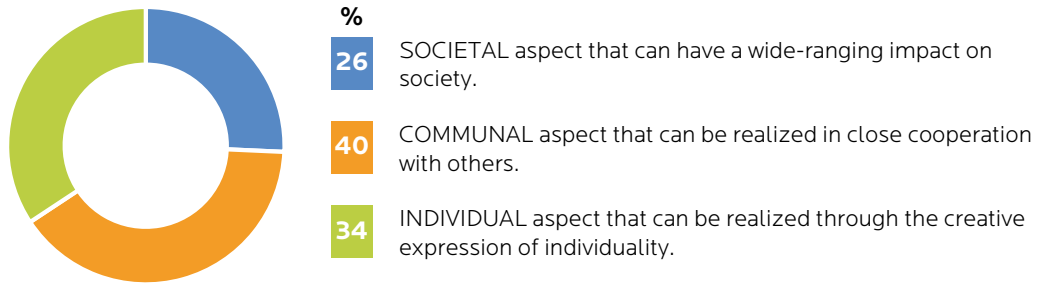 %
26
SOCIETAL aspect that can have a wide-ranging impact on
society.
40
COMMUNAL aspect that can be realized in close cooperation
with others.
34
INDIVIDUAL aspect that can be realized through the creative
expression of individuality.